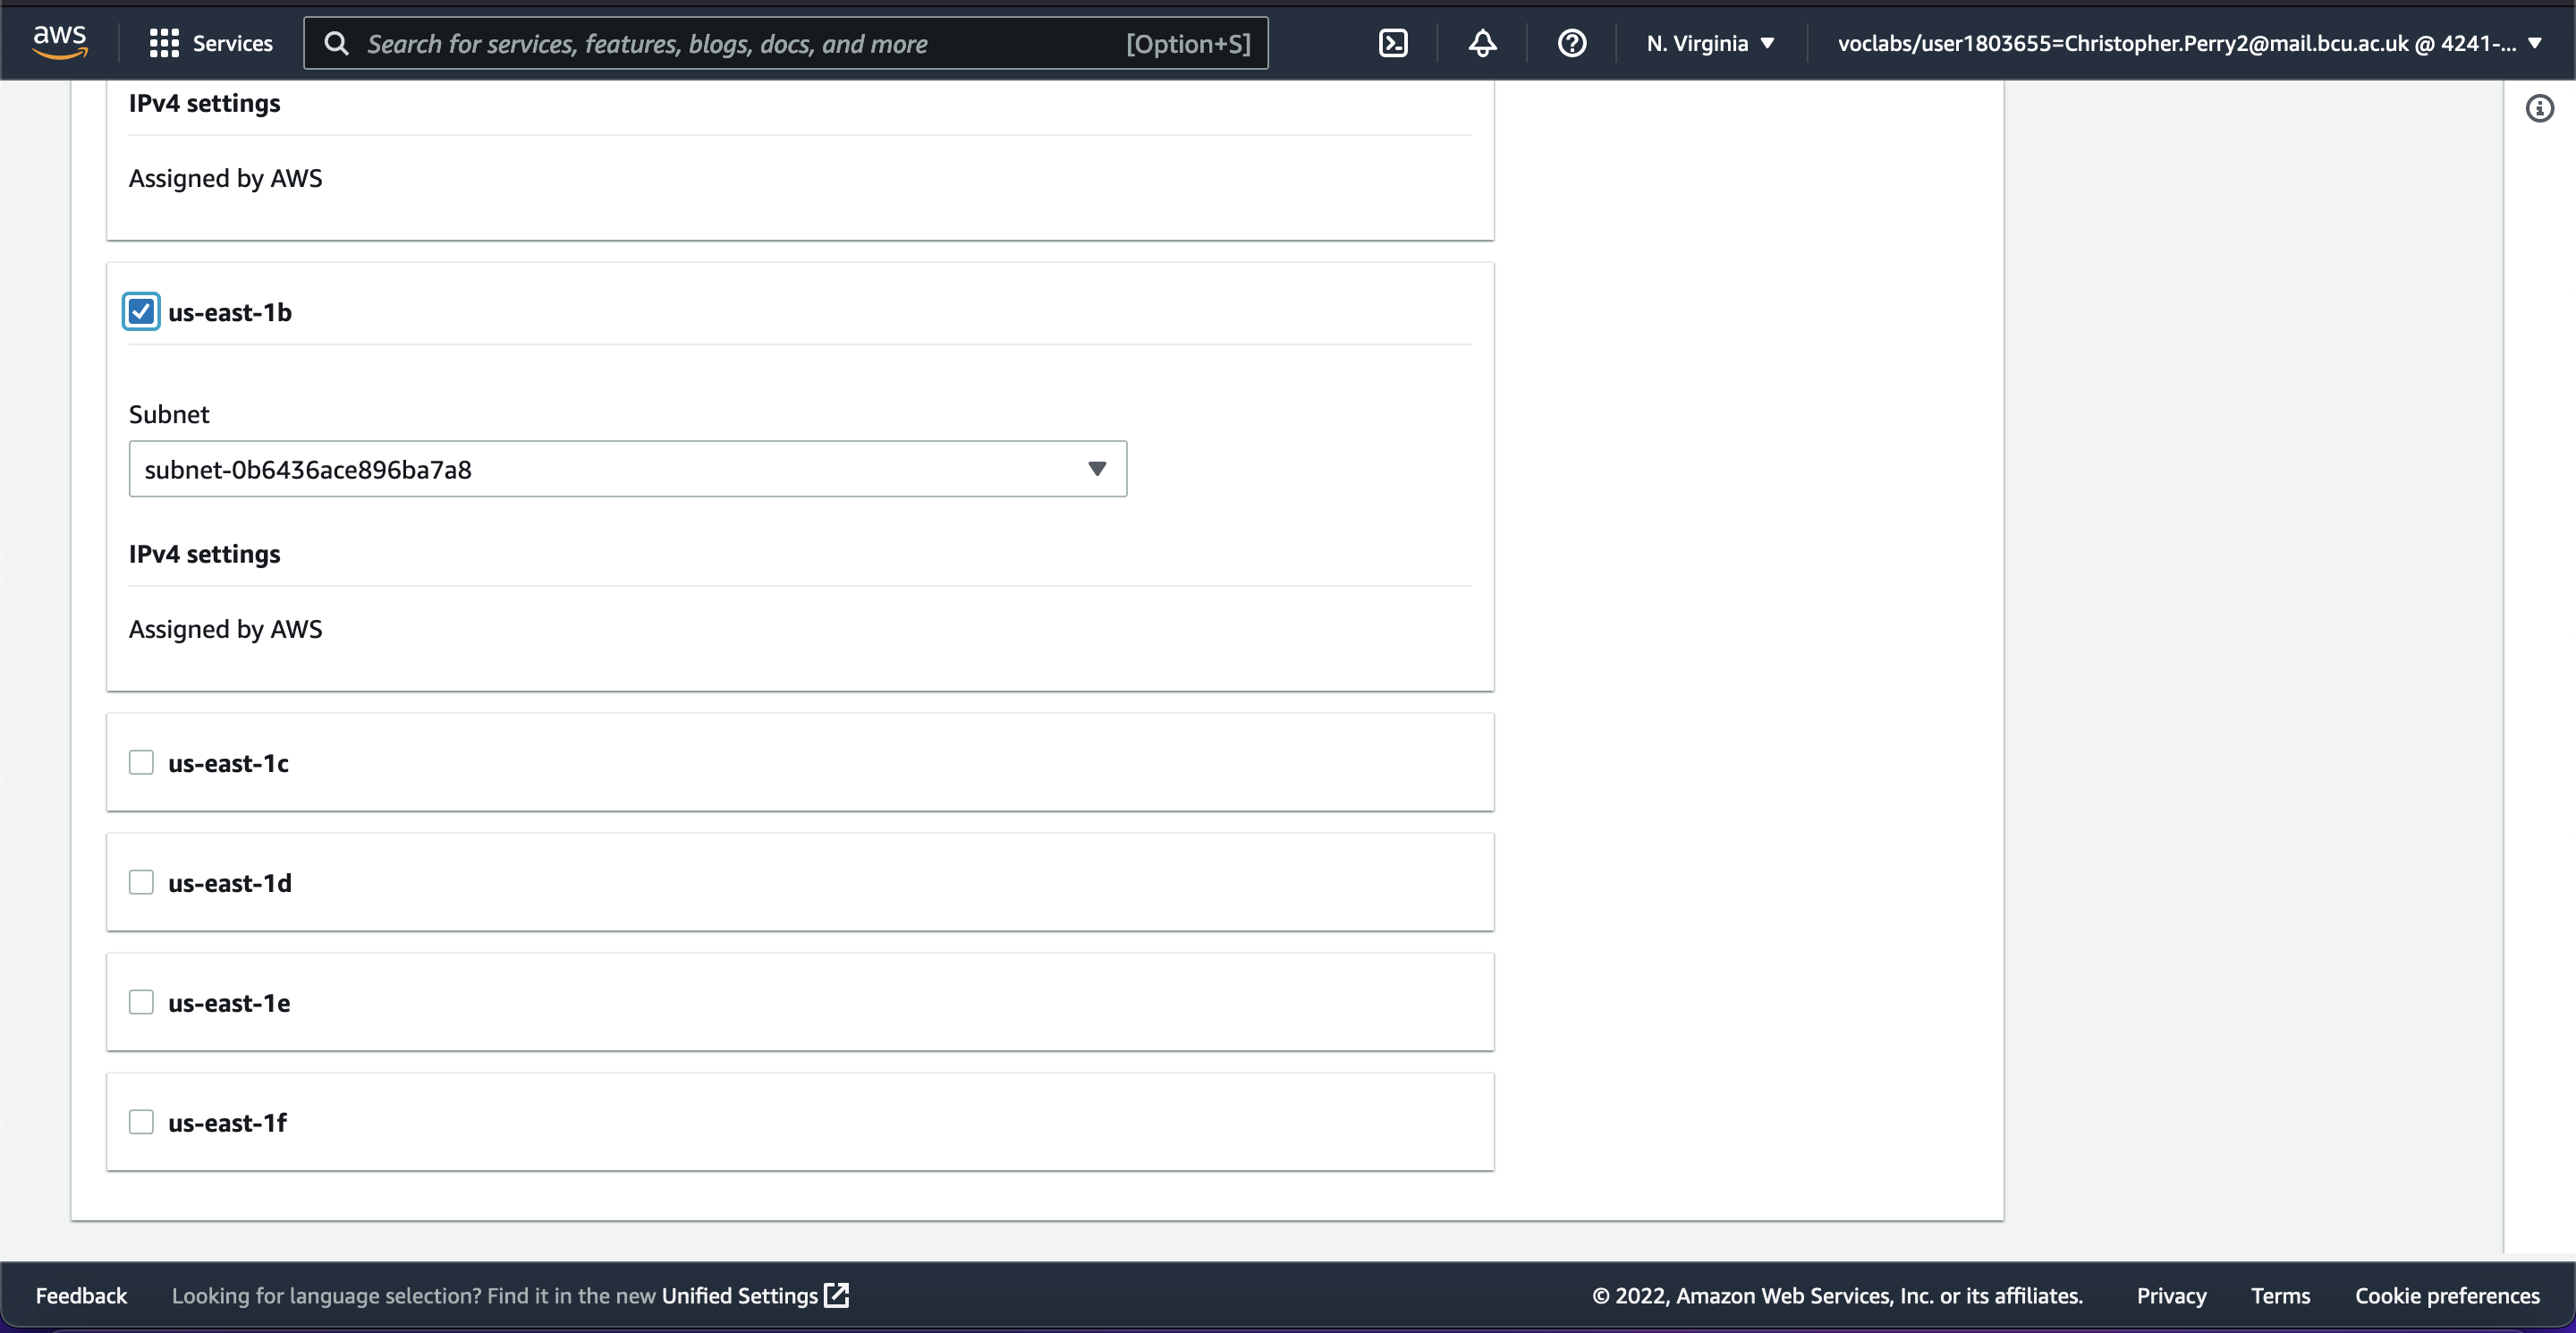 aws Services Search for services, features, blogs, docs, and more [Option+S] N. Virginia voclabs/user1803655=Christopher.Perry2@mail.bcu.ac.uk @ 4241-...
IPv4 settings
Assigned by AWS
us-east-1b
Subnet
subnet-0b6436ace896ba7a8
IPv4 settings
Assigned by AWS
us-east-1c
us-east-1d
us-east-1e
us-east-1f
Feedback Looking for language selection? Find it in the new Unified Settings © 2022, Amazon Web Services, Inc. or its affiliates. Privacy Terms Cookie preferences